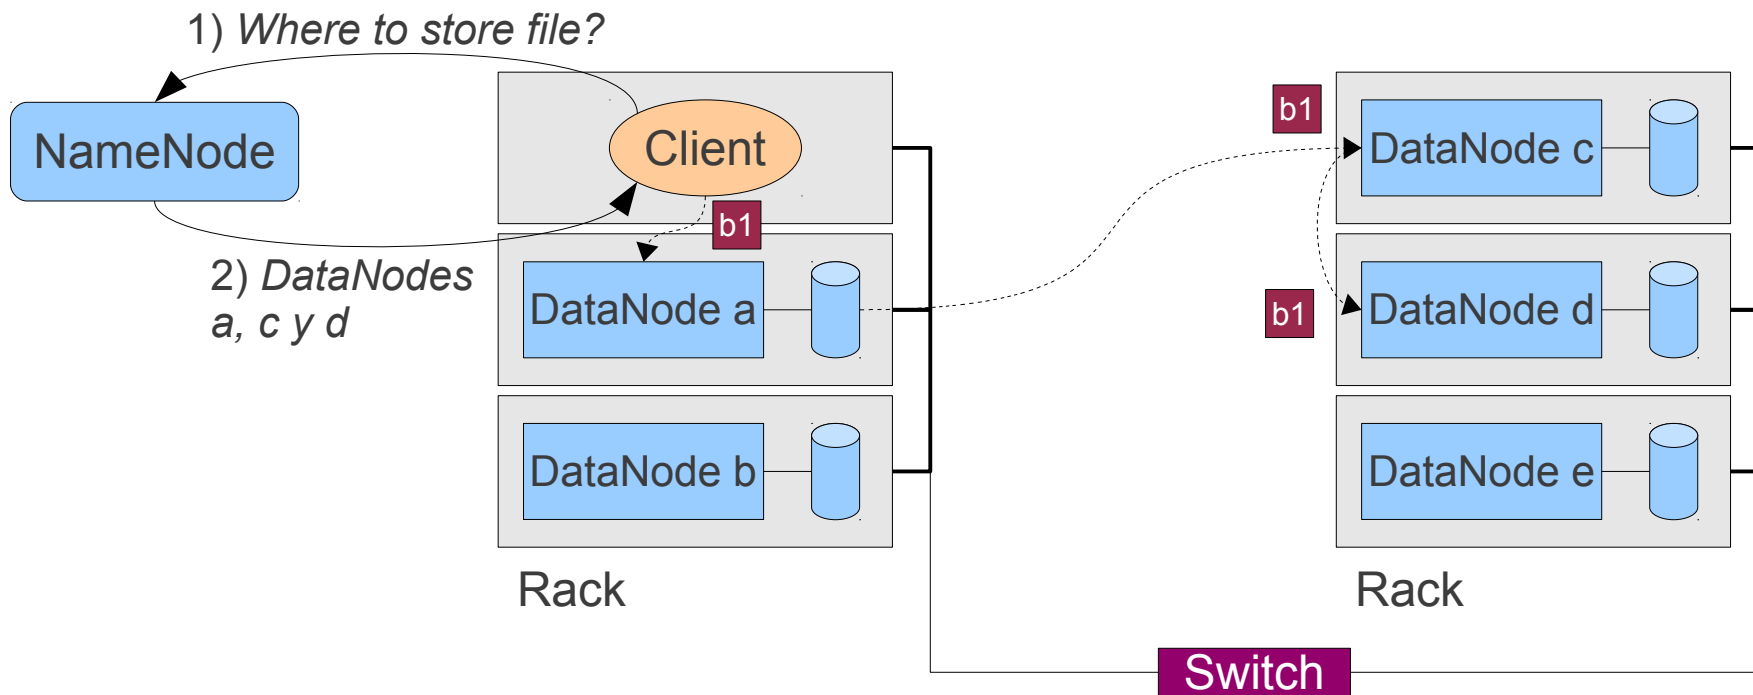 1) Where to store file?
NameNode
Client
b1
2) DataNodes
a, c y d
DataNode a
DataNode b
Rack
b1
DataNode c
b1
DataNode d
DataNode e
Rack
Switch